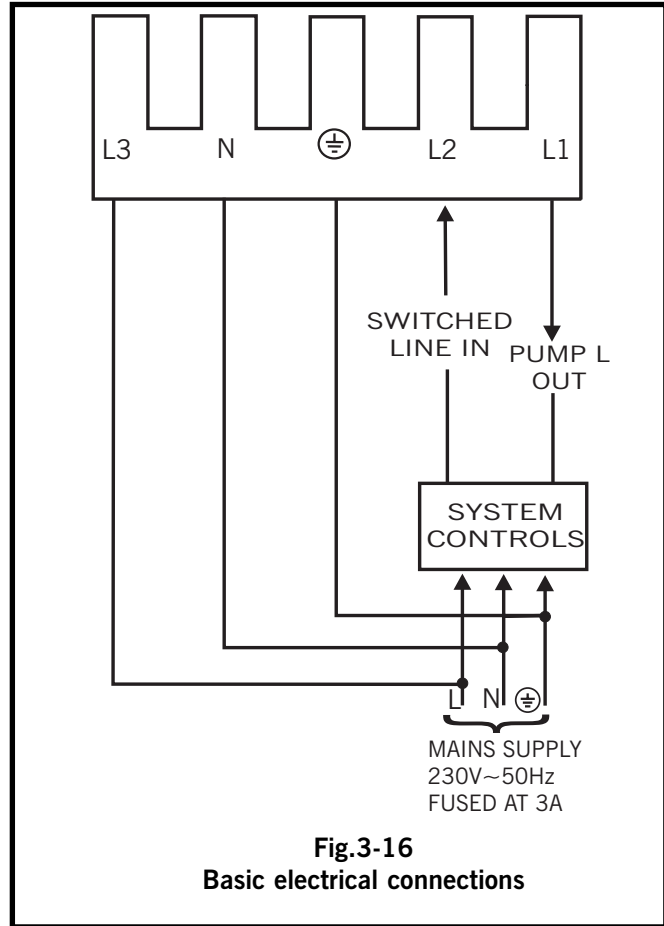 L3 N ⏚ L2 L1
SWITCHED
LINE IN
PUMP L
OUT
SYSTEM
CONTROLS
L N ⏚
MAINS SUPPLY
230V~50Hz
FUSED AT 3A
Fig.3-16
Basic electrical connections